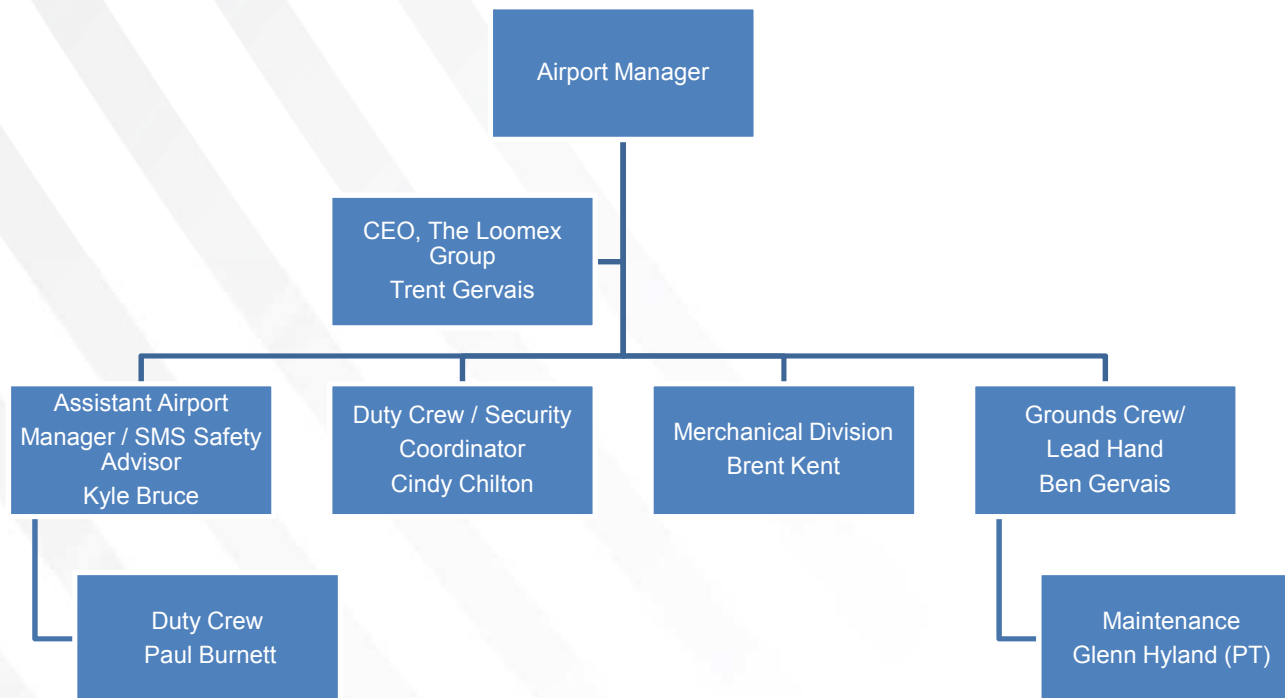 Airport Manager
CEO, The Loomex
Group
Trent Gervais
Assistant Airport
Manager / SMS Safety
Advisor
Kyle Bruce
Duty Crew / Security
Coordinator
Cindy Chilton
Merchanical Division
Brent Kent
Grounds Crew/
Lead Hand
Ben Gervais
Duty Crew
Paul Burnett
Maintenance
Glenn Hyland (PT)